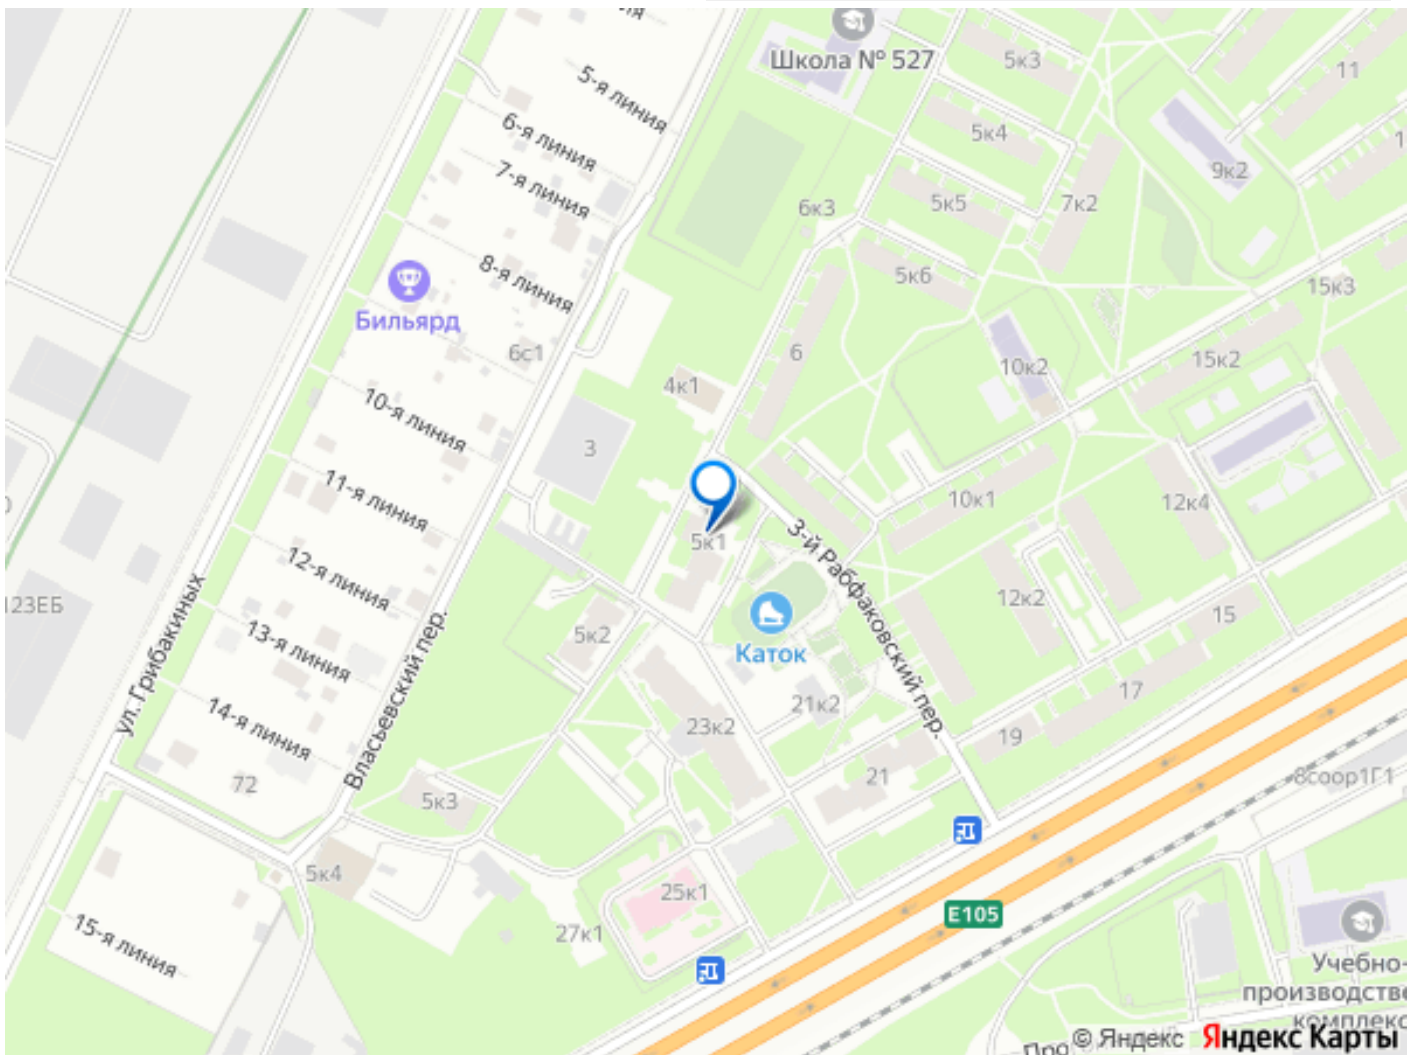 Школа № 527
5к3
11
5-я линия
6-я линия
5к4
7-я линия
9к2
5к5
7к2
6к3
8-я линия
5к6
15к3
Бильярд
6с1
6
10к2
15к2
4к1
10-я линия
3
11-я линия
10к1
12к4
5к1
3-й Рабфаковский пер.
12-я линия
123ЕБ
12к2
15
ул. Грибакиных
13-я линия
5к2
Каток
17
14-я линия
Власьевский пер.
23к2
21к2
19
72
5к3
21
8соор1Г1
5к4
25к1
E105
15-я линия
27к1
Учебно-
производстве
комплекс
© Яндекс Яндекс Карты